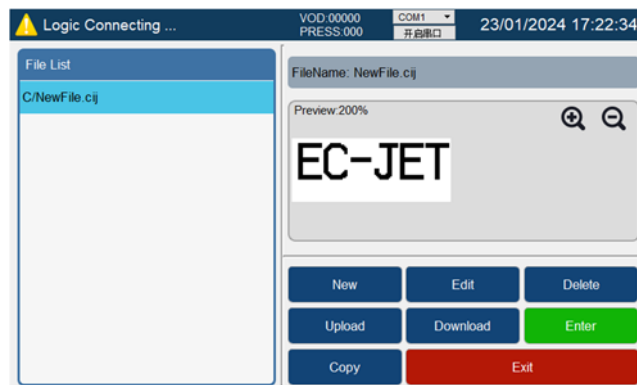 Logic Connecting ...
VOD:00000
PRESS:000
COM1
开启串口
23/01/2024 17:22:34
File List
C/NewFile.cij
FileName: NewFile.cij
Preview:200%
EC-JET
New
Edit
Delete
Upload
Download
Enter
Copy
Exit